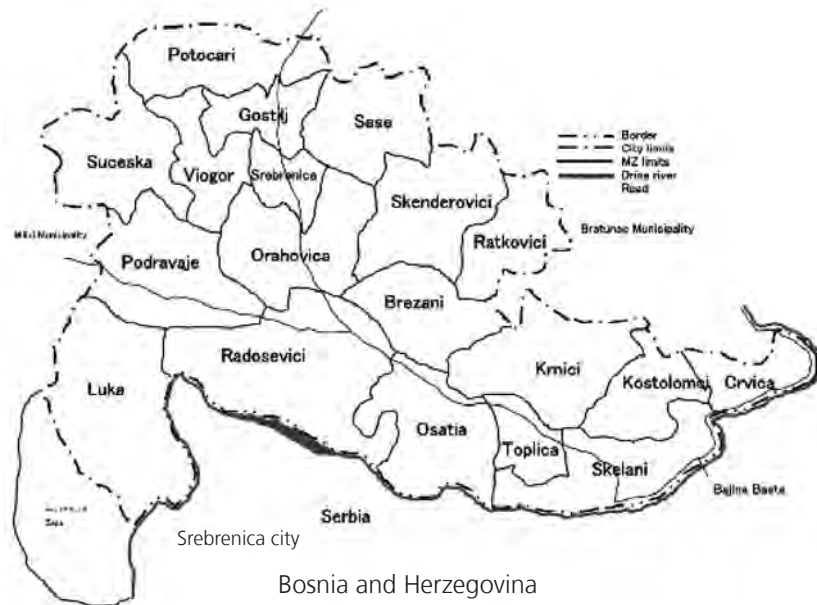 Potocari
Gostilj
Sase
Suceska
Viogor
Srebrenica
Skenderovici
Ratkovici
Border
City limits
MZ limits
Drina river
Road
Municipality
Bratunac Municipality
Podravaje
Orahovica
Brezani
Radosevici
Luka
Krnici
Kostolomci
Crvica
Osatia
Toplica
Skelani
Bajina Basta
Serbia
Srebrenica city
Bosnia and Herzegovina